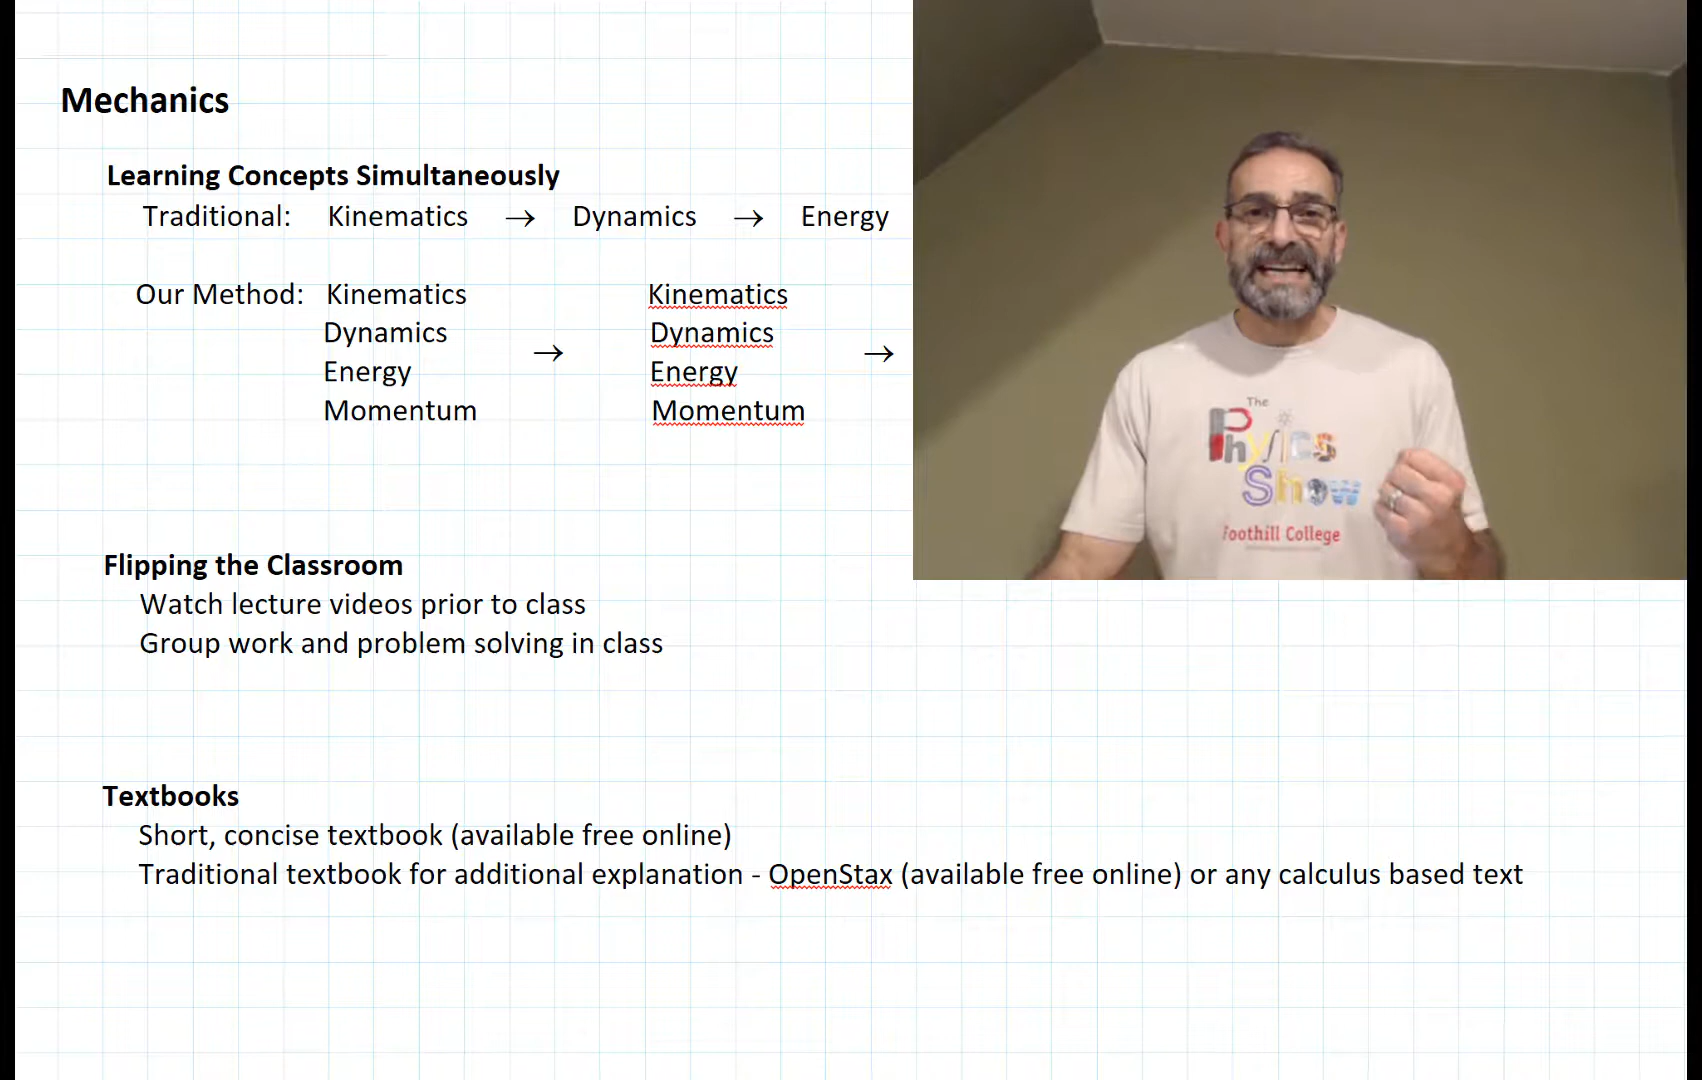 Mechanics
Learning Concepts Simultaneously
Traditional: Kinematics → Dynamics → Energy
Our Method: Kinematics Kinematics
Dynamics Dynamics
→ →
Energy Energy
Momentum Momentum
The
Physics
Show
Foothill College
Flipping the Classroom
Watch lecture videos prior to class
Group work and problem solving in class
Textbooks
Short, concise textbook (available free online)
Traditional textbook for additional explanation - OpenStax (available free online) or any calculus based text